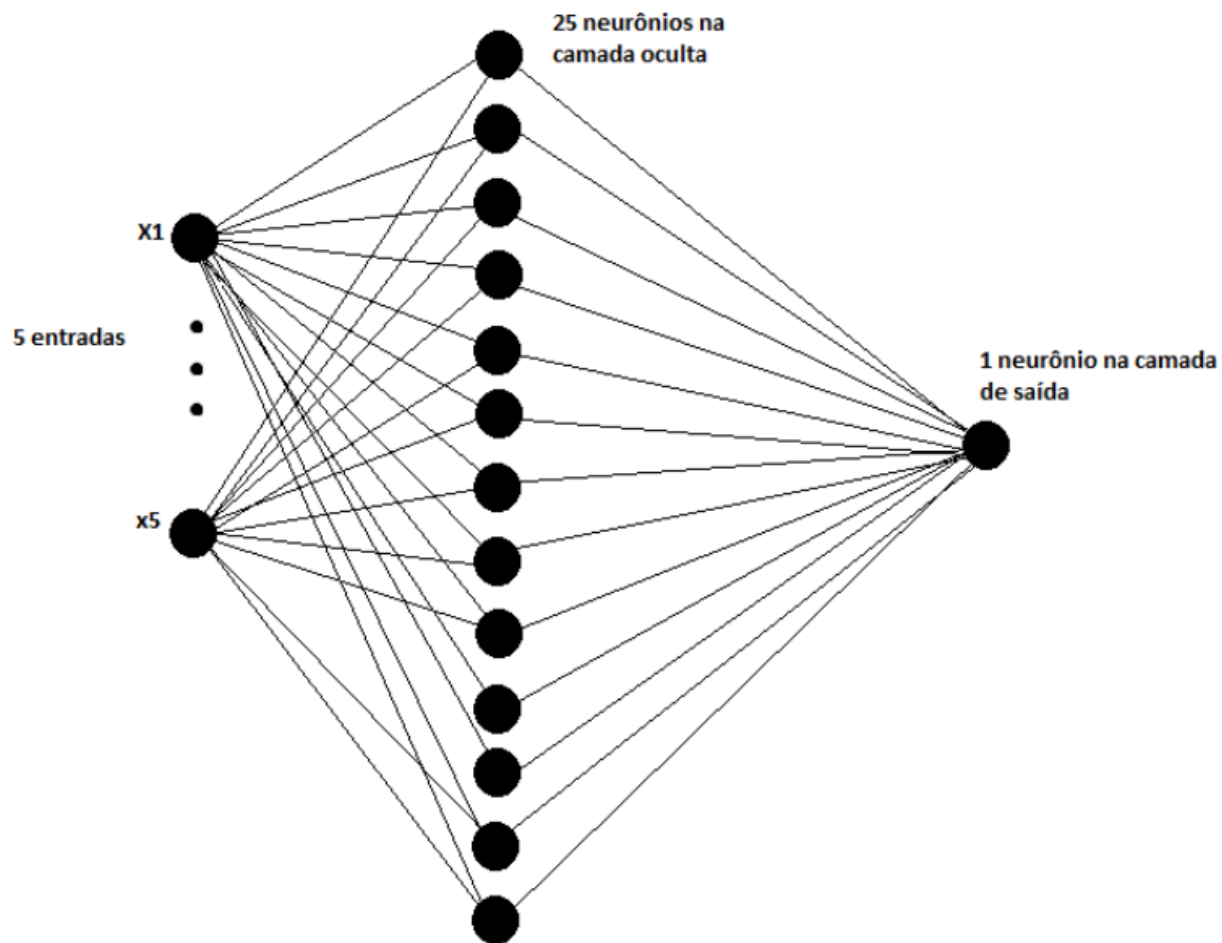 25 neurônios na
camada oculta
X1
5 entradas
1 neurônio na camada
de saída
x5